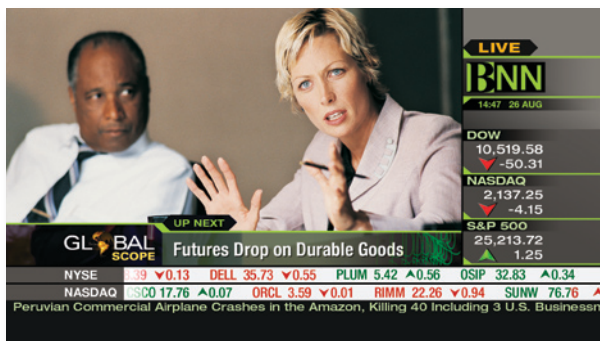 LIVE
BNN
14:47 26 AUG
DOW
10,519.58
-50.31
NASDAQ
2,137.25
-4.15
S&P 500
25,213.72
1.25
UP NEXT
GLOBAL
SCOPE
Futures Drop on Durable Goods
NYSE 3.39 0.13 DELL 35.73 0.55 PLUM 5.42 0.56 OSIP 32.83 0.34
NASDAQ CSCO 17.76 0.07 ORCL 3.59 0.01 RIMM 22.26 0.94 SUNW 76.76
Peruvian Commercial Airplane Crashes in the Amazon, Killing 40 Including 3 U.S. Businessn